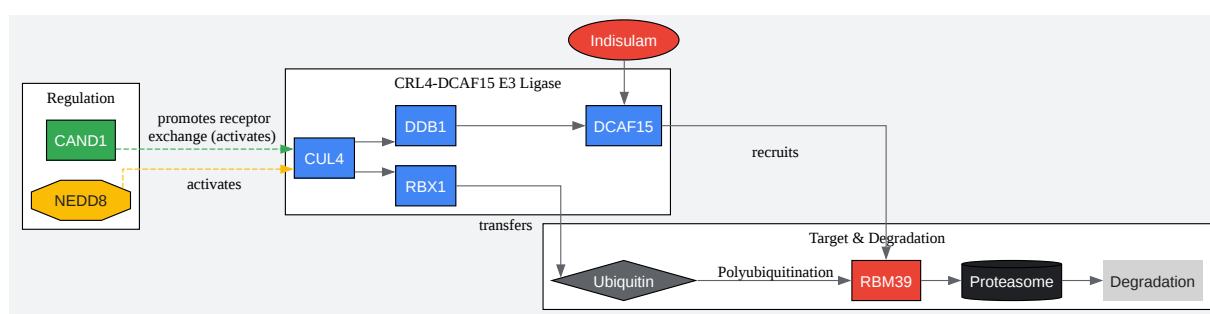 Indisulam
Regulation
CRL4-DCAF15 E3 Ligase
CAND1
promotes receptor
exchange (activates)
DDB1
DCAF15
CUL4
recruits
NEDD8
activates
RBX1
transfers
Target & Degradation
Ubiquitin
Polyubiquitination
RBM39
Proteasome
Degradation